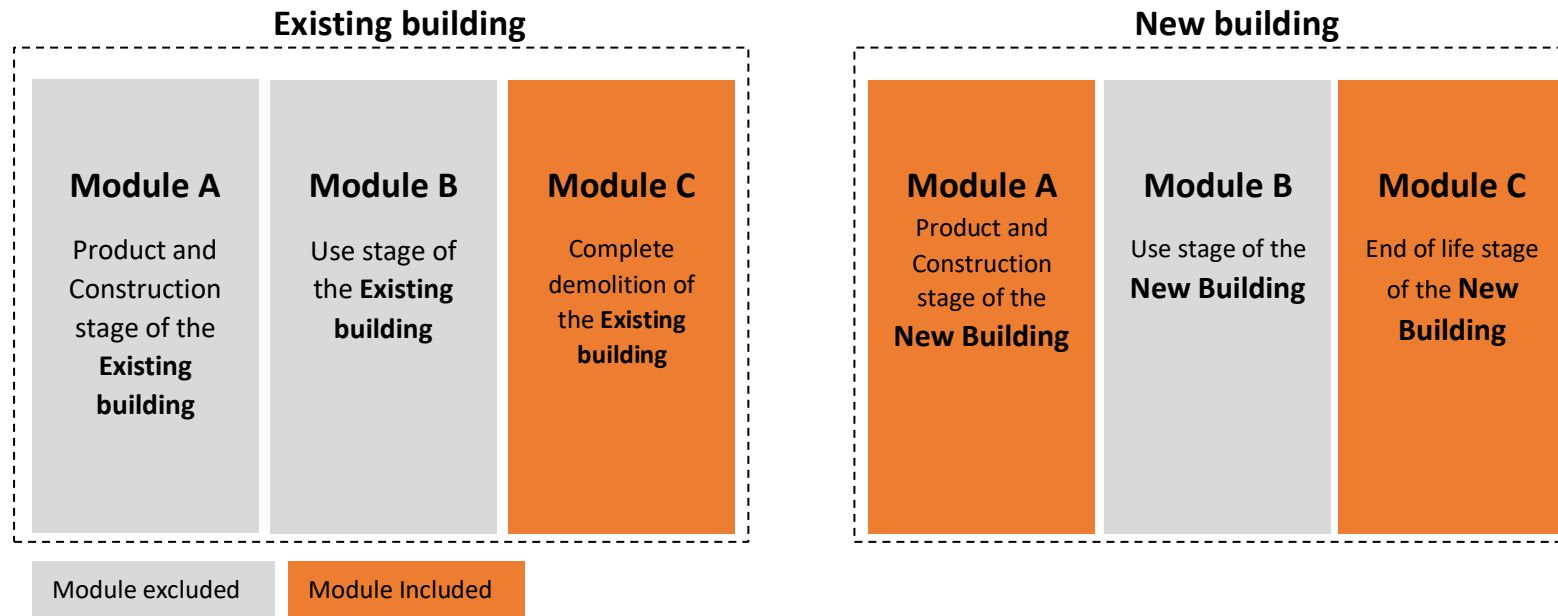 Existing building
Module A
Product and
Construction
stage of the
Existing
building
Module B
Use stage of
the Existing
building
Module C
Complete
demolition of
the Existing
building
New building
Module A
Product and
Construction
stage of the
New Building
Module B
Use stage of the
New Building
Module C
End of life stage
of the New
Building
Module excluded
Module Included